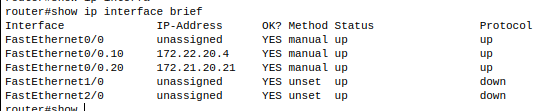 router#show ip interface brief
Interface IP-Address OK? Method Status Protocol
FastEthernet0/0 unassigned YES manual up up
FastEthernet0/0.10 172.22.20.4 YES manual up up
FastEthernet0/0.20 172.21.20.21 YES manual up up
FastEthernet1/0 unassigned YES unset up down
FastEthernet2/0 unassigned YES unset up down
router#show